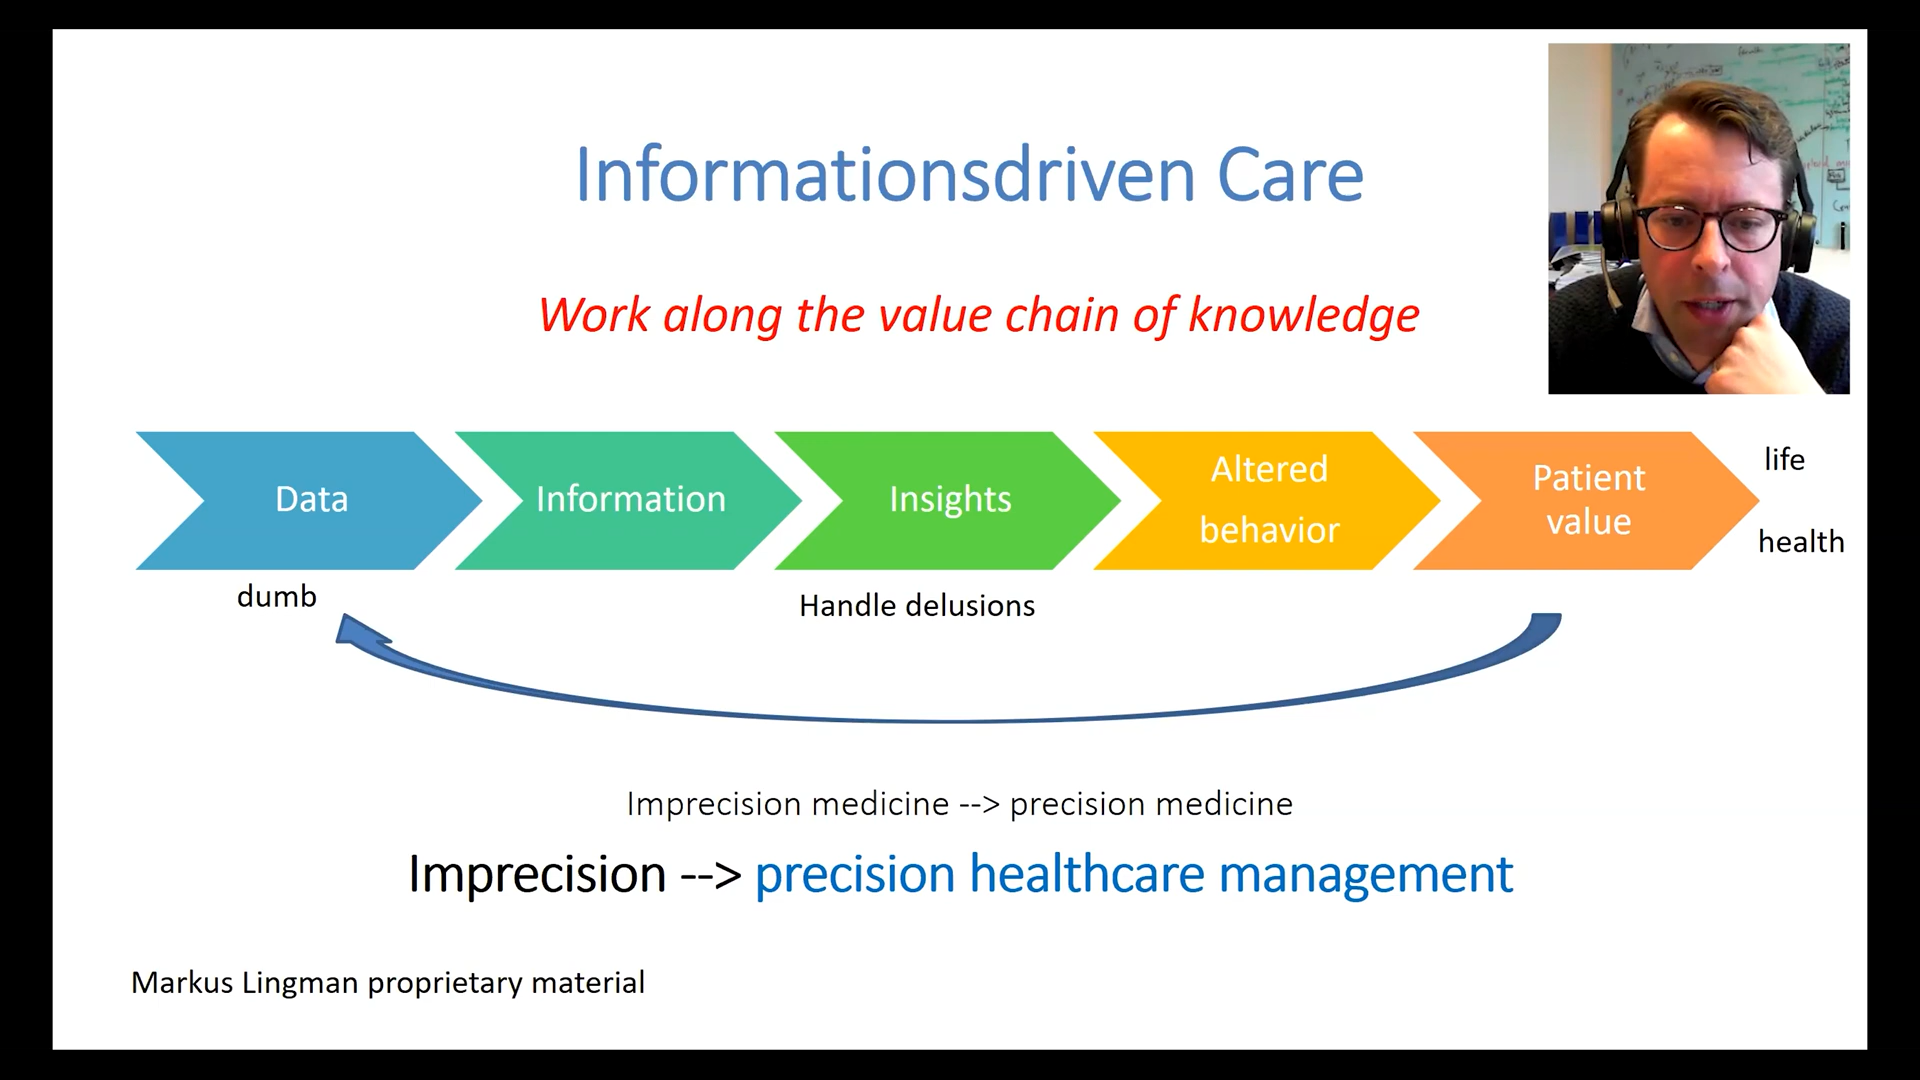 Informationsdriven Care
Work along the value chain of knowledge
Data
Information
Insights
Altered
behavior
Patient
value
life
health
dumb
Handle delusions
Imprecision medicine --> precision medicine
Imprecision --> precision healthcare management
Markus Lingman proprietary material